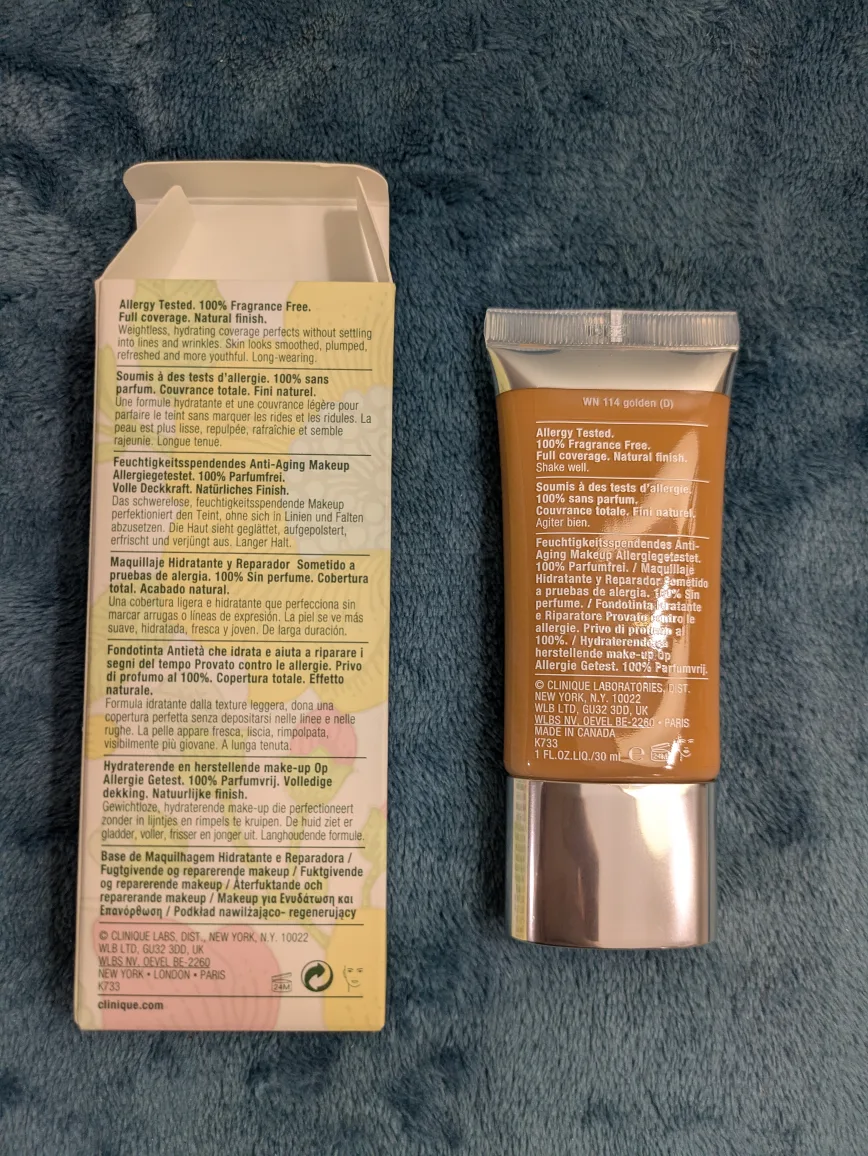 Allergy Tested. 100% Fragrance Free.
Full coverage. Natural finish.
Weightless, hydrating coverage perfects without settling
into lines and wrinkles. Skin looks smoothed, plumped,
refreshed and more youthful. Long-wearing.
Soumis à des tests d'allergie. 100% sans
parfum. Couvrance totale. Fini naturel.
Une formule hydratante et une couvrance légère pour
parfaire le teint sans marquer les rides et les ridules. La
peau est plus lisse, repulpée, rafraîchie et semble
rajeunie. Longue tenue.
Feuchtigkeitsspendendes Anti-Aging Makeup
Allergiegetestet. 100% Parfumfrei.
Volle Deckkraft. Natürliches Finish.
Das schwerelose, feuchtigkeitsspendende Makeup
perfektioniert den Teint, ohne sich in Linien und Falten
abzusetzen. Die Haut sieht geglättet, aufgepolstert,
erfrischt und verjüngt aus. Langer Halt.
Maquillaje Hidratante y Reparador Sometido a
pruebas de alergia. 100% Sin perfume. Cobertura
total. Acabado natural.
Una cobertura ligera e hidratante que perfecciona sin
marcar arrugas o líneas de expresión. La piel se ve más
suave, hidratada, fresca y joven. De larga duración.
Fondotinta Antietà che idrata e aiuta a riparare i
segni del tempo Provato contro le allergie. Privo
di profumo al 100%. Copertura totale. Effetto
naturale.
Formula idratante dalla texture leggera, dona una
copertura perfetta senza depositarsi nelle linee e nelle
rughe. La pelle appare fresca, liscia, rimpolpata,
visibilmente più giovane. A lunga tenuta.
Hydraterende en herstellende make-up Op
Allergie Getest. 100% Parfumvrij. Volledige
dekking. Natuurlijke finish.
Gewichtloze, hydraterende make-up die perfectioneert
zonder in lijntjes en rimpels te kruipen. De huid ziet er
gladder, voller, frisser en jonger uit. Langhoudende formule.
Base de Maquilhagem Hidratante e Reparadora /
Fugtgivende og reparerende makeup / Fuktgivende
og reparerende makeup / Återfuktande och
reparerande makeup / Makeup για Ενυδάτωση και
Επανόρθωση / Podkład nawilżająco- regenerujący
© CLINIQUE LABS, DIST., NEW YORK, N.Y. 10022
WLB LTD, GU32 3DD, UK
WLBS NV. OEVEL BE-2260
NEW YORK • LONDON • PARIS
K733
24M
clinique.com
WN 114 golden (D)
Allergy Tested.
100% Fragrance Free.
Full coverage. Natural finish.
Shake well.
Soumis à des tests d'allergie.
100% sans parfum.
Couvrance totale. Fini naturel.
Agiter bien.
Feuchtigkeitsspendendes Anti-
Aging Makeup Allergiegetestet.
100% Parfumfrei. / Maquillaje
Hidratante y Reparador Sometido
a pruebas de alergia. 100% Sin
perfume. / Fondotinta Idratante
e Riparatore Provato contro le
allergie. Privo di profumo al
100%. / Hydraterende en
herstellende make-up Op
Allergie Getest. 100% Parfumvrij.
© CLINIQUE LABORATORIES, DIST.
NEW YORK, N.Y. 10022
WLB LTD, GU32 3DD, UK
WLBS NV. OEVEL BE-2260 • PARIS
MADE IN CANADA
K733
1 FL.OZ.LIQ./30 ml e 24M